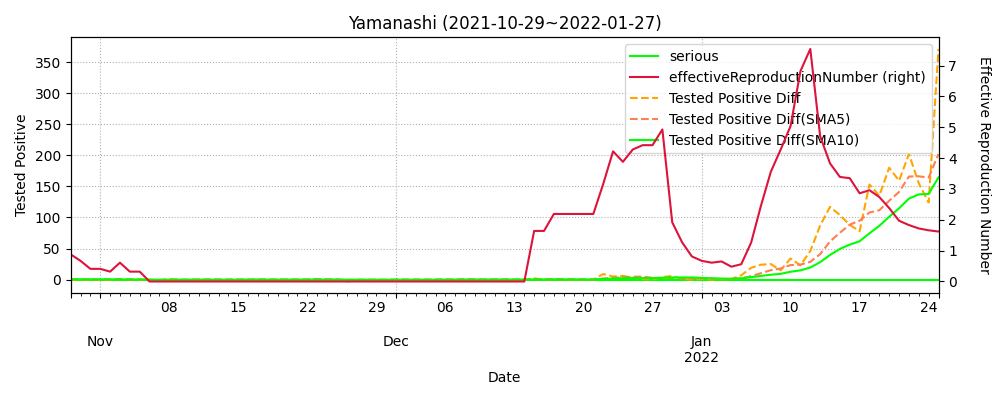 Yamanashi (2021-10-29~2022-01-27)
serious
effectiveReproductionNumber (right)
Tested Positive Diff
Tested Positive Diff(SMA5)
Tested Positive Diff(SMA10)
Tested Positive
350
300
250
200
150
100
50
0
7
6
5
4
3
2
1
0
Effective Reproduction Number
08 15 22 29 06 13 20 27 03 10 17 24
Nov Dec Jan
2022
Date